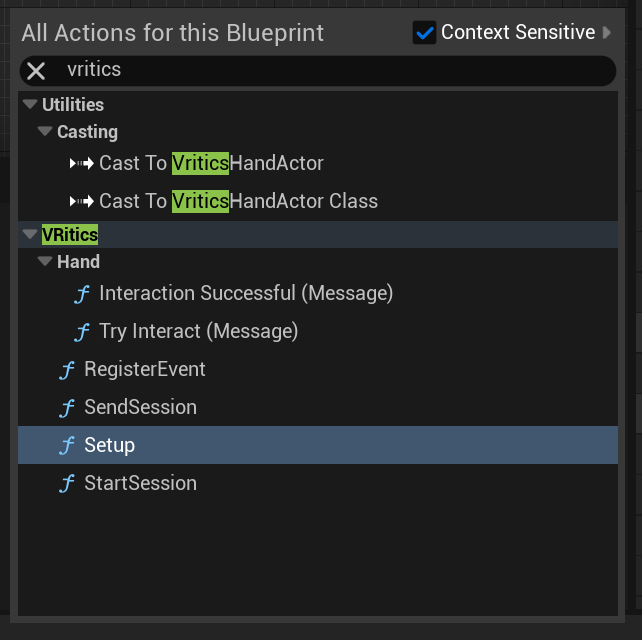 All Actions for this Blueprint
Context Sensitive
vritics
Utilities
Casting
Cast To VriticsHandActor
Cast To VriticsHandActor Class
VRitics
Hand
Interaction Successful (Message)
Try Interact (Message)
RegisterEvent
SendSession
Setup
StartSession